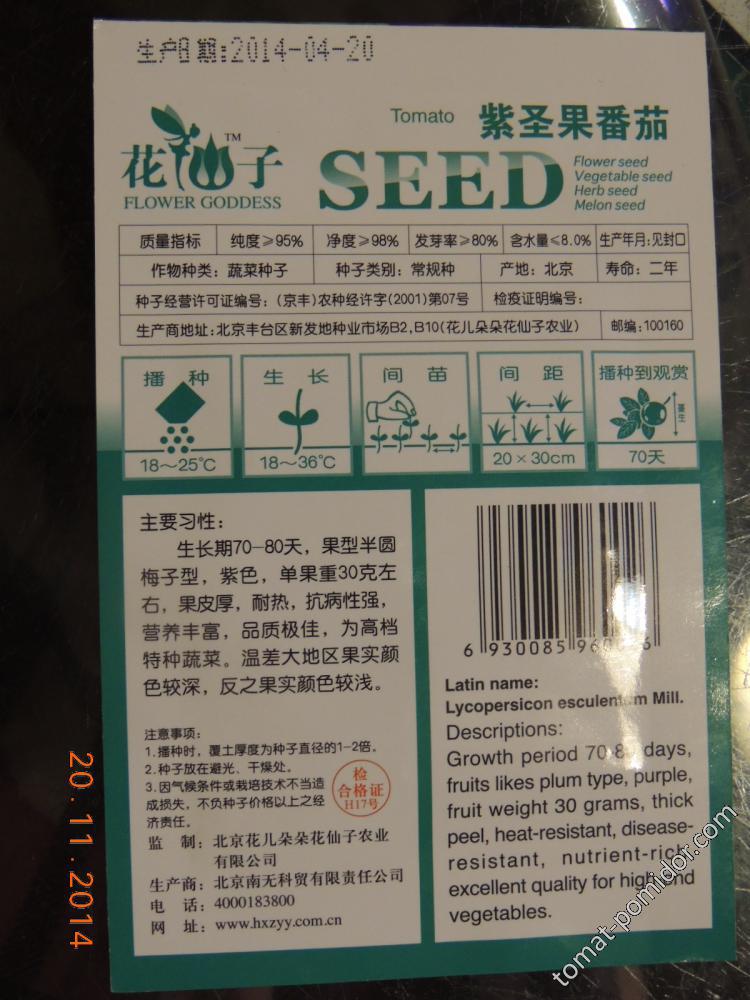 生产日期:2014-04-20
Tomato 紫圣果番茄
花仙子™
FLOWER GODDESS
SEED
Flower seed
Vegetable seed
Herb seed
Melon seed
质量指标 纯度≥95% 净度≥98% 发芽率≥80% 含水量≤8.0% 生产年月:见封口
作物种类：蔬菜种子 种子类别：常规种 产地：北京 寿命：二年
种子经营许可证编号：(京丰)农种经许字(2001)第07号 检疫证明编号：
生产商地址:北京丰台区新发地种业市场B2,B10(花儿朵朵花仙子农业) 邮编:100160
播种 生长 间苗 间距 播种到观赏
18～25℃ 18～36℃ 20×30cm 70天
主要习性：
生长期70-80天，果型半圆
梅子型，紫色，单果重30克左
右，果皮厚，耐热，抗病性强，
营养丰富，品质极佳，为高档
特种蔬菜。温差大地区果实颜
色较深，反之果实颜色较浅。
注意事项：
1.播种时，覆土厚度为种子直径的1-2倍。
2.种子放在避光、干燥处。
3.因气候条件或栽培技术不当造
成损失，不负种子价格以上之经
济责任。
检
合格证
H17号
监 制：北京花儿朵朵花仙子农业
有限公司
生产商：北京南无科贸有限责任公司
电 话：4000183800
网 址：www.hxzyy.com.cn
6 930085
Latin name:
Lycopersicon Mill.
Descriptions:
Growth period days,
fruits likes plum type, purple,
fruit weight 30 grams, thick
peel, heat-resistant, disease-
resistant, nutrient-rich,
excellent quality for high-end
vegetables.
20.11.2014
tomat-pomidor.com